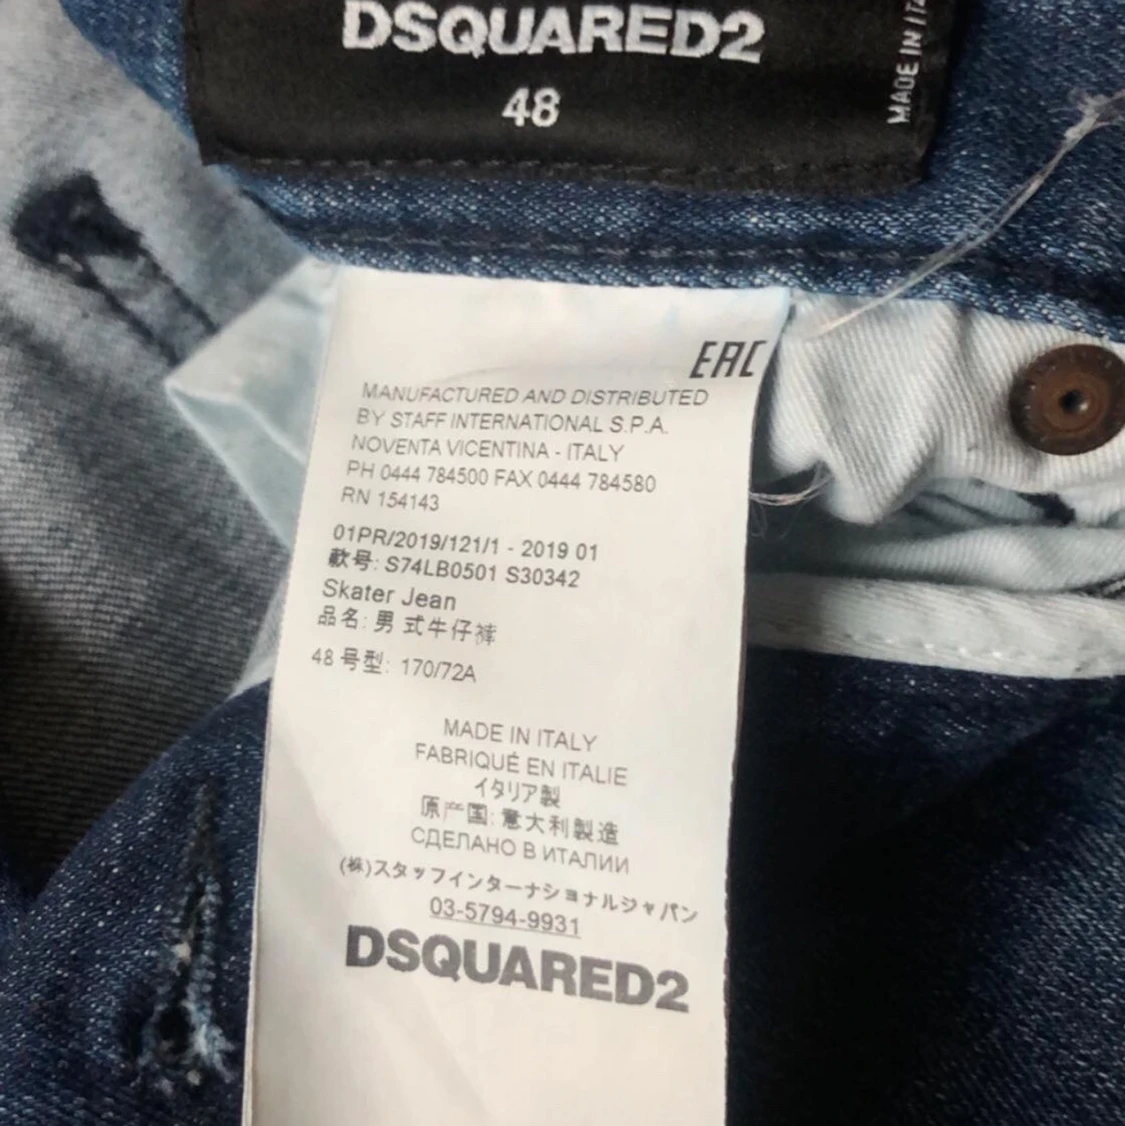 DSQUARED2
48
MADE IN ITA
EAC
MANUFACTURED AND DISTRIBUTED
BY STAFF INTERNATIONAL S.P.A.
NOVENTA VICENTINA - ITALY
PH 0444 784500 FAX 0444 784580
RN 154143
01PR/2019/121/1 - 2019 01
款号: S74LB0501 S30342
Skater Jean
品名: 男 式牛仔裤
48 号型: 170/72A
MADE IN ITALY
FABRIQUÉ EN ITALIE
イタリア製
原产国: 意大利製造
СДЕЛАНО В ИТАЛИИ
(株)スタッフインターナショナルジャパン
03-5794-9931
DSQUARED2